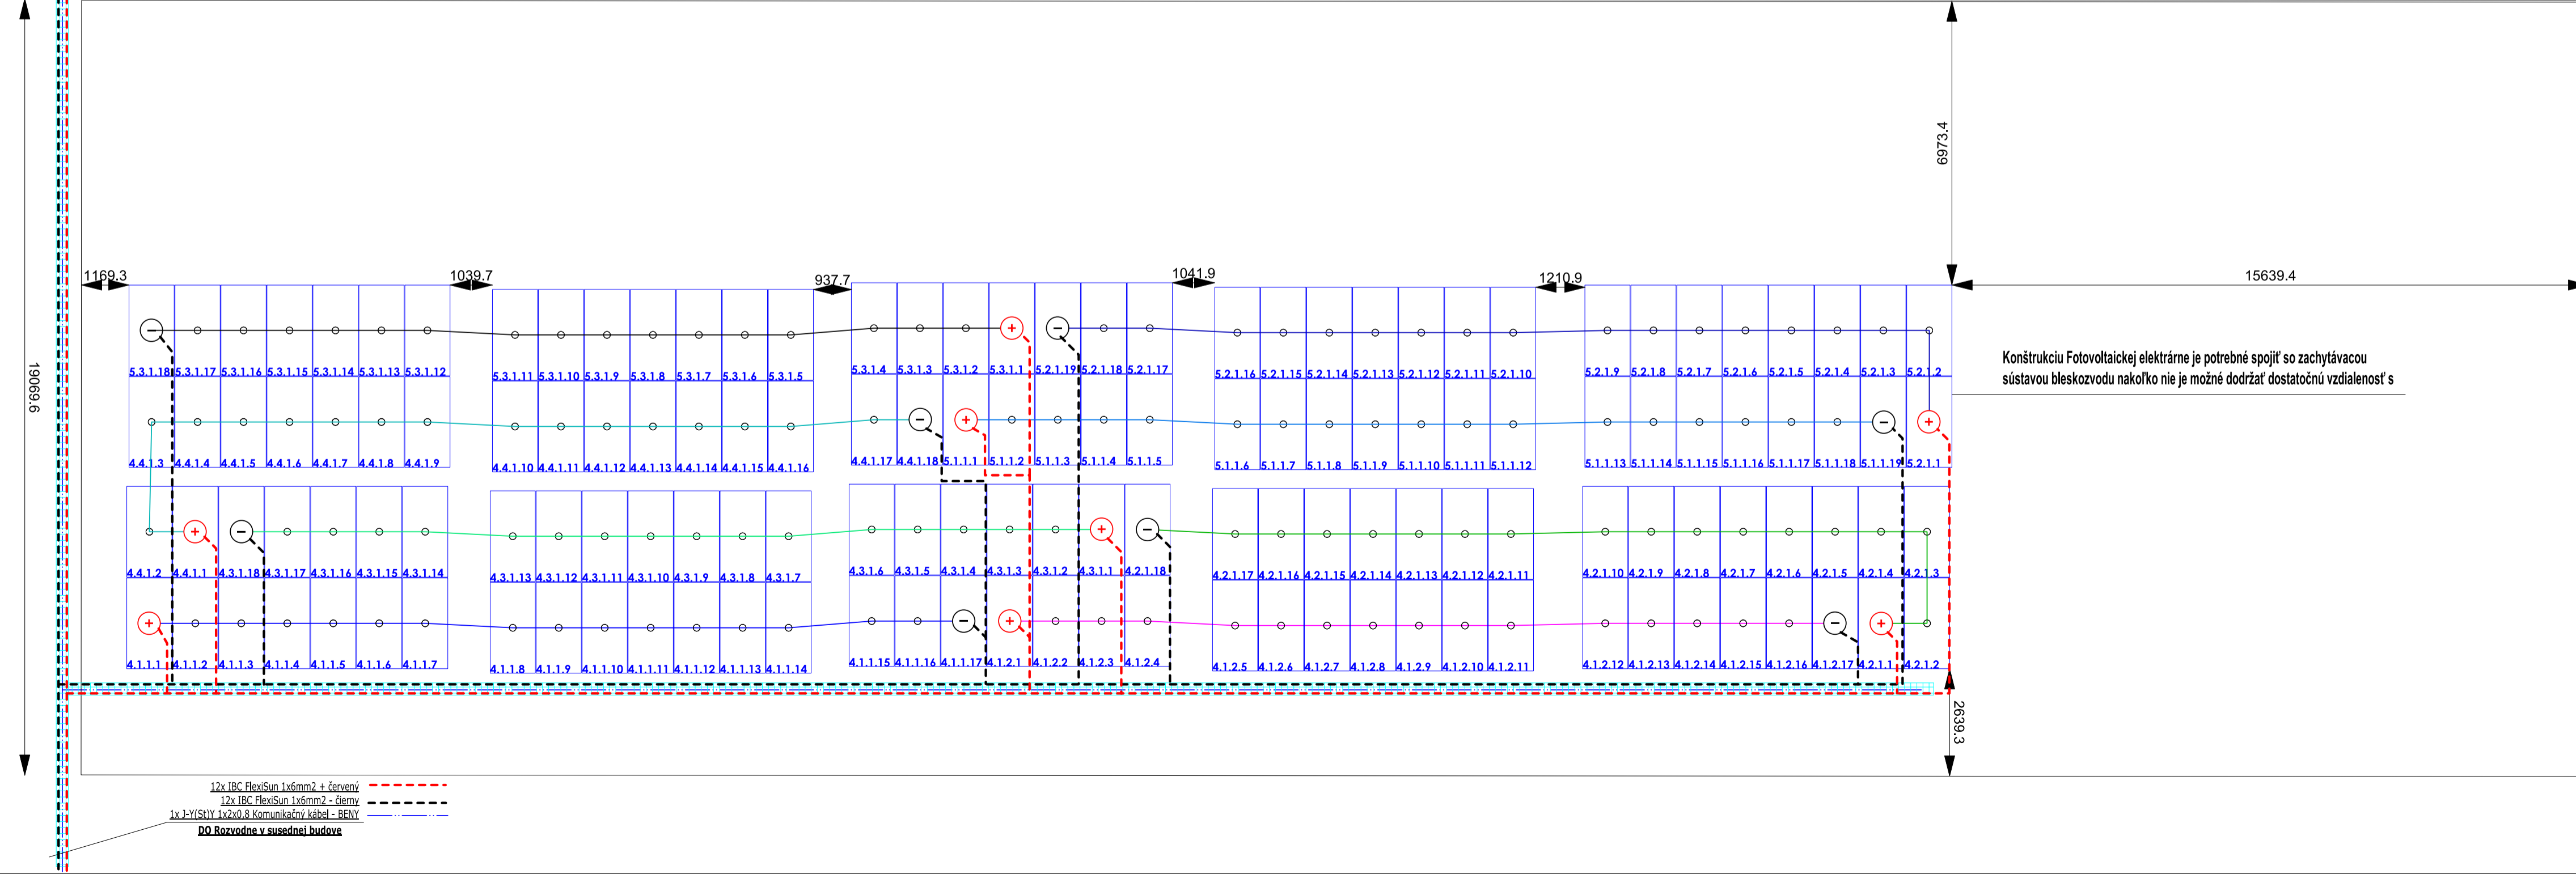 6973.4
1169.3 1039.7 937.7 1041.9 1210.9 15639.4
19069.6
5.3.1.18 5.3.1.17 5.3.1.16 5.3.1.15 5.3.1.14 5.3.1.13 5.3.1.12 5.3.1.11 5.3.1.10 5.3.1.9 5.3.1.8 5.3.1.7 5.3.1.6 5.3.1.5 5.3.1.4 5.3.1.3 5.3.1.2 5.3.1.1 5.2.1.19 5.2.1.18 5.2.1.17 5.2.1.16 5.2.1.15 5.2.1.14 5.2.1.13 5.2.1.12 5.2.1.11 5.2.1.10 5.2.1.9 5.2.1.8 5.2.1.7 5.2.1.6 5.2.1.5 5.2.1.4 5.2.1.3 5.2.1.2
Konštrukciu Fotovoltaickej elektrárne je potrebné spojiť so zachytávacou
sústavou bleskozvodu nakoľko nie je možné dodržať dostatočnú vzdialenosť s
4.4.1.3 4.4.1.4 4.4.1.5 4.4.1.6 4.4.1.7 4.4.1.8 4.4.1.9 4.4.1.10 4.4.1.11 4.4.1.12 4.4.1.13 4.4.1.14 4.4.1.15 4.4.1.16 4.4.1.17 4.4.1.18 5.1.1.1 5.1.1.2 5.1.1.3 5.1.1.4 5.1.1.5 5.1.1.6 5.1.1.7 5.1.1.8 5.1.1.9 5.1.1.10 5.1.1.11 5.1.1.12 5.1.1.13 5.1.1.14 5.1.1.15 5.1.1.16 5.1.1.17 5.1.1.18 5.1.1.19 5.2.1.1
4.4.1.2 4.4.1.1 4.3.1.18 4.3.1.17 4.3.1.16 4.3.1.15 4.3.1.14 4.3.1.13 4.3.1.12 4.3.1.11 4.3.1.10 4.3.1.9 4.3.1.8 4.3.1.7 4.3.1.6 4.3.1.5 4.3.1.4 4.3.1.3 4.3.1.2 4.3.1.1 4.2.1.18 4.2.1.17 4.2.1.16 4.2.1.15 4.2.1.14 4.2.1.13 4.2.1.12 4.2.1.11 4.2.1.10 4.2.1.9 4.2.1.8 4.2.1.7 4.2.1.6 4.2.1.5 4.2.1.4 4.2.1.3
4.1.1.1 4.1.1.2 4.1.1.3 4.1.1.4 4.1.1.5 4.1.1.6 4.1.1.7 4.1.1.8 4.1.1.9 4.1.1.10 4.1.1.11 4.1.1.12 4.1.1.13 4.1.1.14 4.1.1.15 4.1.1.16 4.1.1.17 4.1.2.1 4.1.2.2 4.1.2.3 4.1.2.4 4.1.2.5 4.1.2.6 4.1.2.7 4.1.2.8 4.1.2.9 4.1.2.10 4.1.2.11 4.1.2.12 4.1.2.13 4.1.2.14 4.1.2.15 4.1.2.16 4.1.2.17 4.2.1.1 4.2.1.2
2639.3
12x IBC FlexiSun 1x6mm2 + červený
12x IBC FlexiSun 1x6mm2 - čierny
1x J-Y(St)Y 1x2x0,8 Komunikačný kábel - BENY
DO Rozvodne v susednej budove